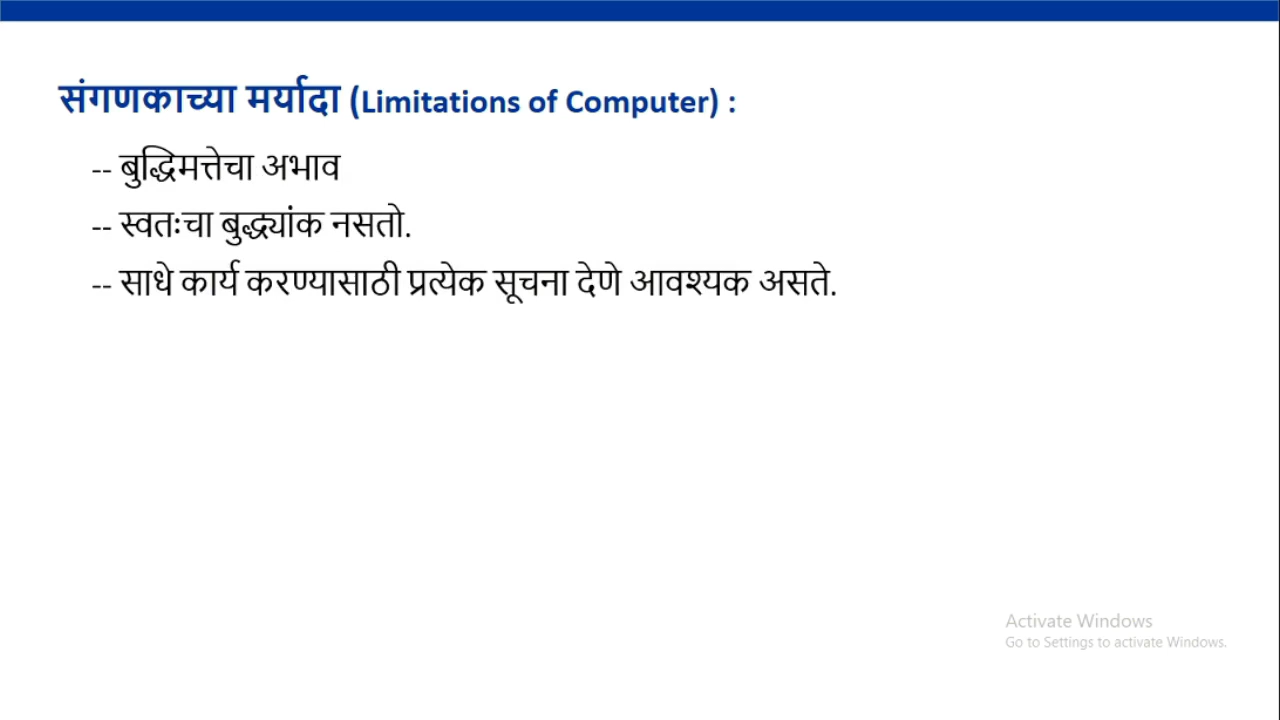 संगणकाच्या मर्यादा (Limitations of Computer) :
-- बुद्धिमत्तेचा अभाव
-- स्वतःचा बुद्ध्यांक नसतो.
-- साधे कार्य करण्यासाठी प्रत्येक सूचना देणे आवश्यक असते.
Activate Windows
Go to Settings to activate Windows.